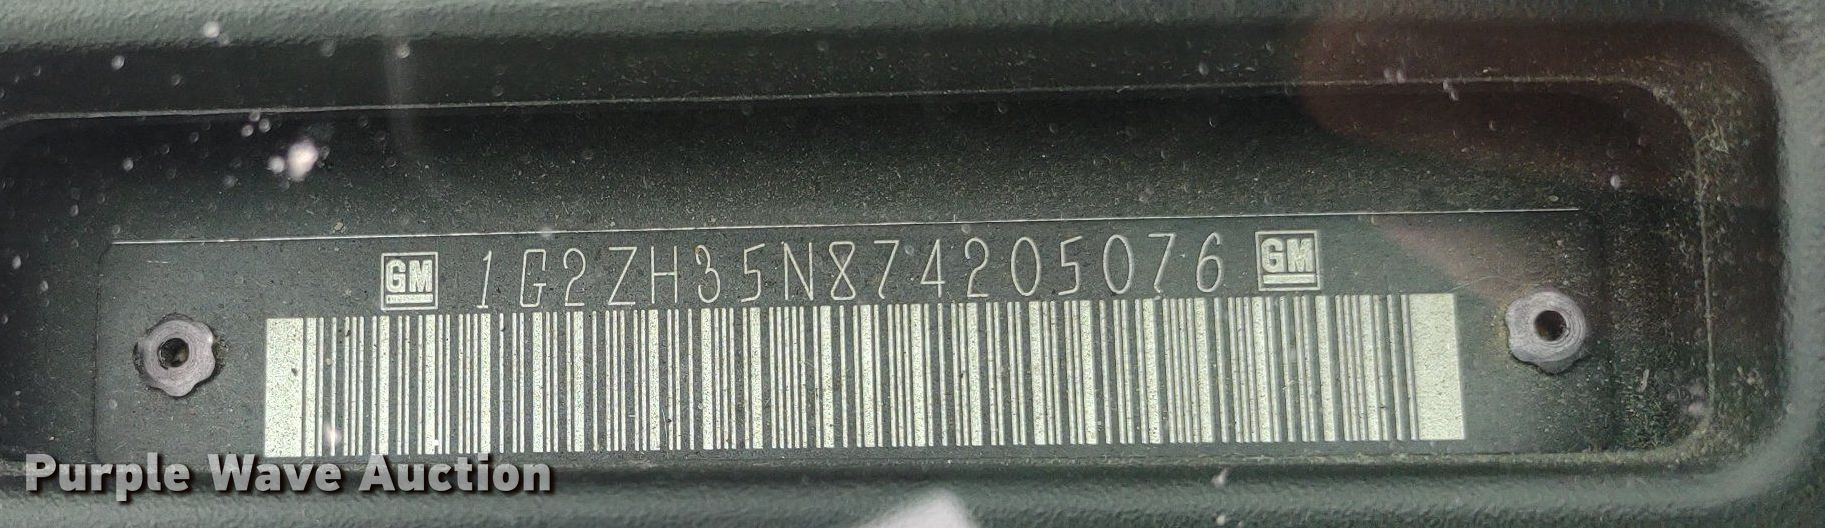 GM 1G2ZH35N874205076 GM
Purple Wave Auction